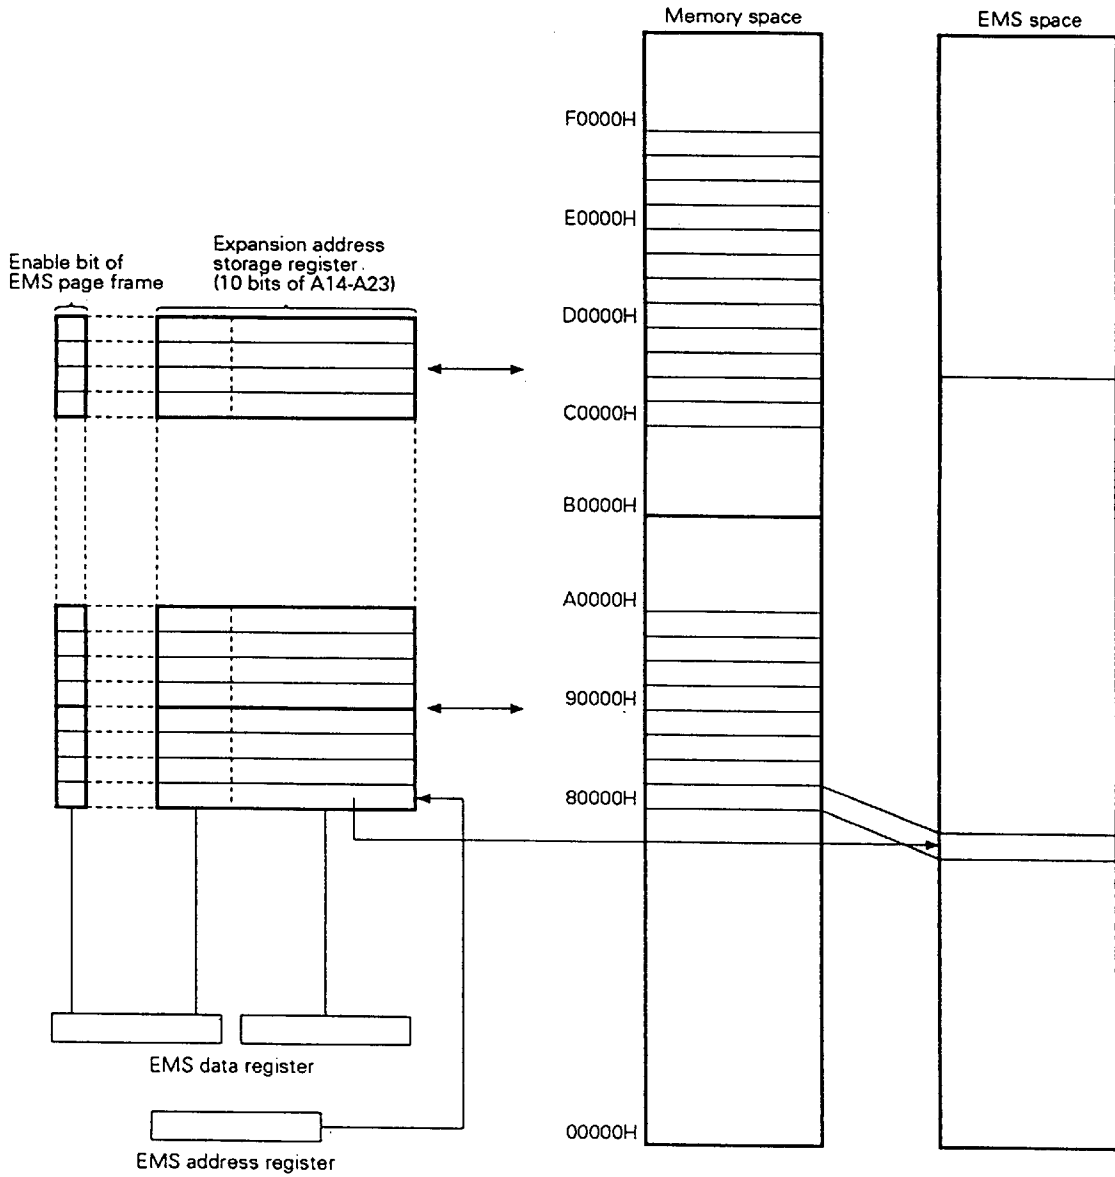 Memory space
EMS space
F0000H
E0000H
Expansion address
storage register.
(10 bits of A14-A23)
Enable bit of
EMS page frame
D0000H
C0000H
B0000H
A0000H
90000H
80000H
EMS data register
00000H
EMS address register